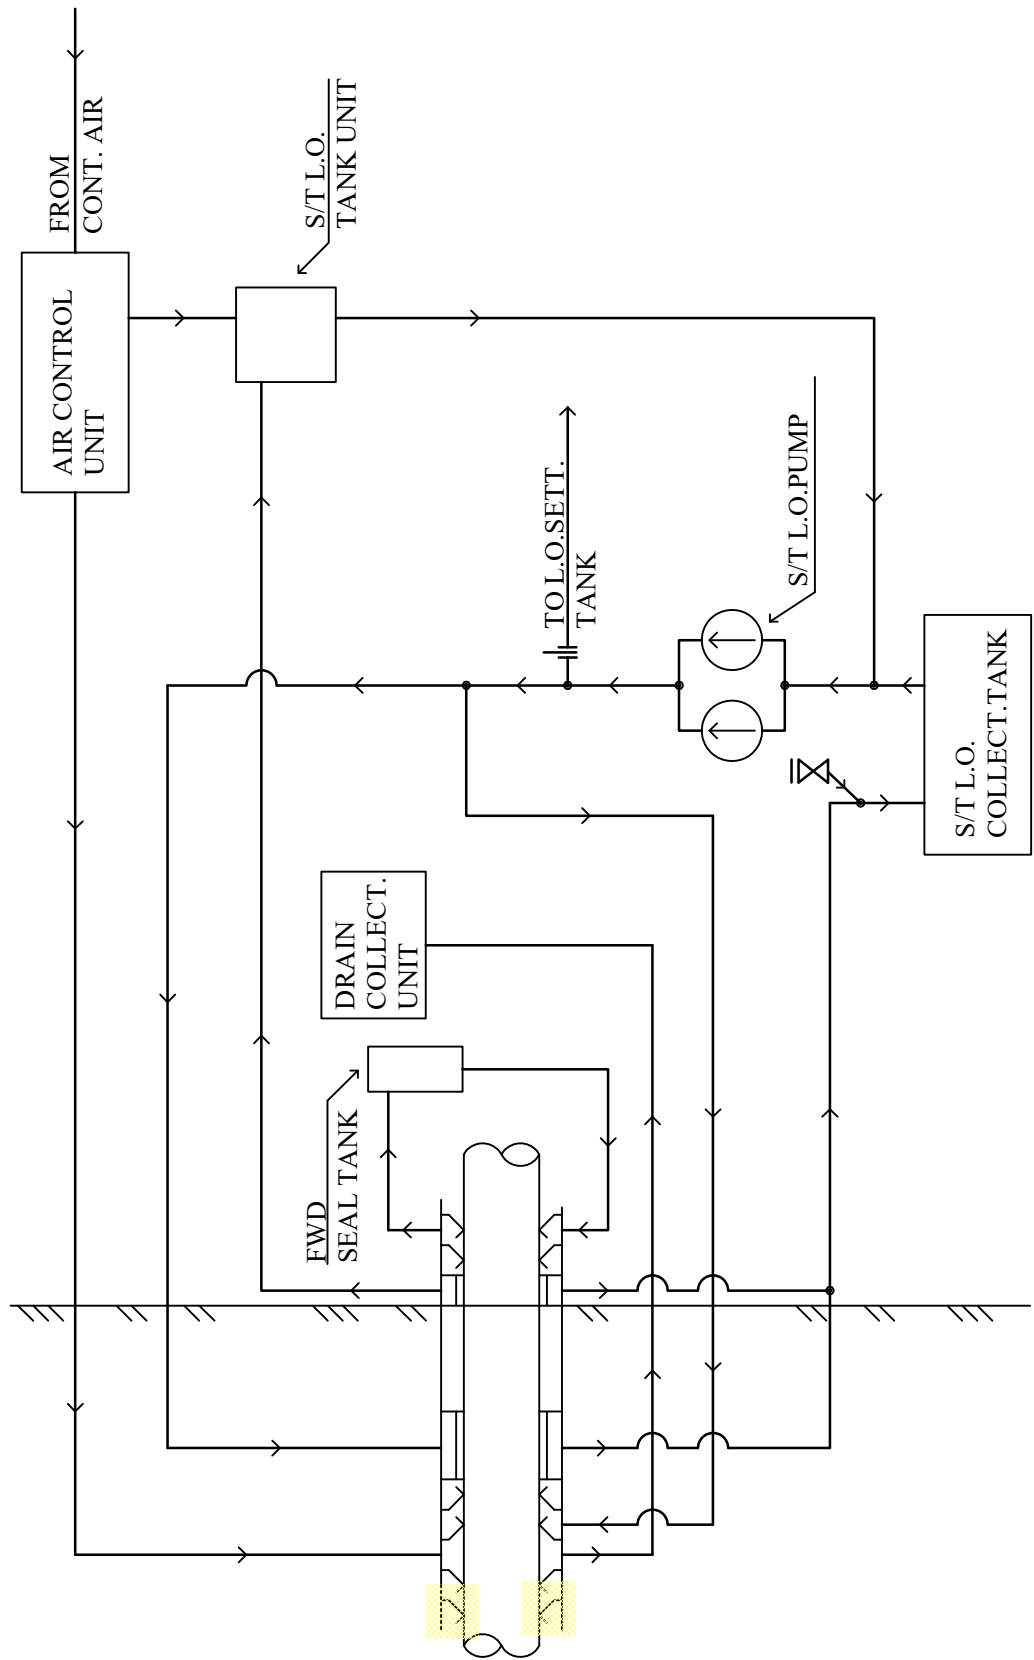 FROM
CONT. AIR
AIR CONTROL
UNIT
S/T L.O.
TANK UNIT
TO L.O.SETT.
TANK
S/T L.O.PUMP
S/T L.O.
COLLECT.TANK
DRAIN
COLLECT.
UNIT
FWD
SEAL TANK